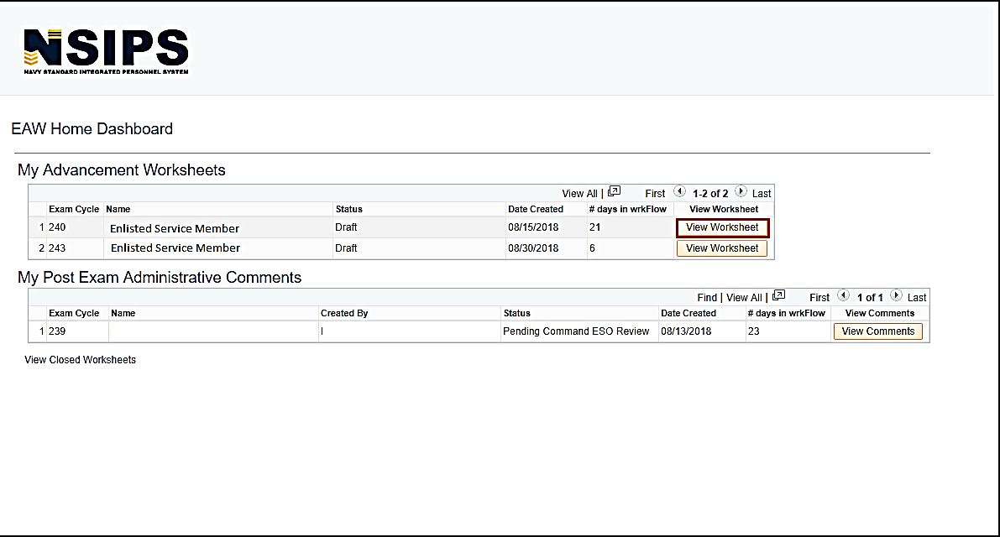 NSIPS
NAVY STANDARD INTEGRATED PERSONNEL SYSTEM
EAW Home Dashboard
My Advancement Worksheets
View All | First 1-2 of 2 Last
Exam Cycle Name Status Date Created # days in wrkFlow View Worksheet
1 240 Enlisted Service Member Draft 08/15/2018 21 View Worksheet
2 243 Enlisted Service Member Draft 08/30/2018 6 View Worksheet
My Post Exam Administrative Comments
Find | View All | First 1 of 1 Last
Exam Cycle Name Created By Status Date Created # days in wrkFlow View Comments
1 239 I Pending Command ESO Review 08/13/2018 23 View Comments
View Closed Worksheets